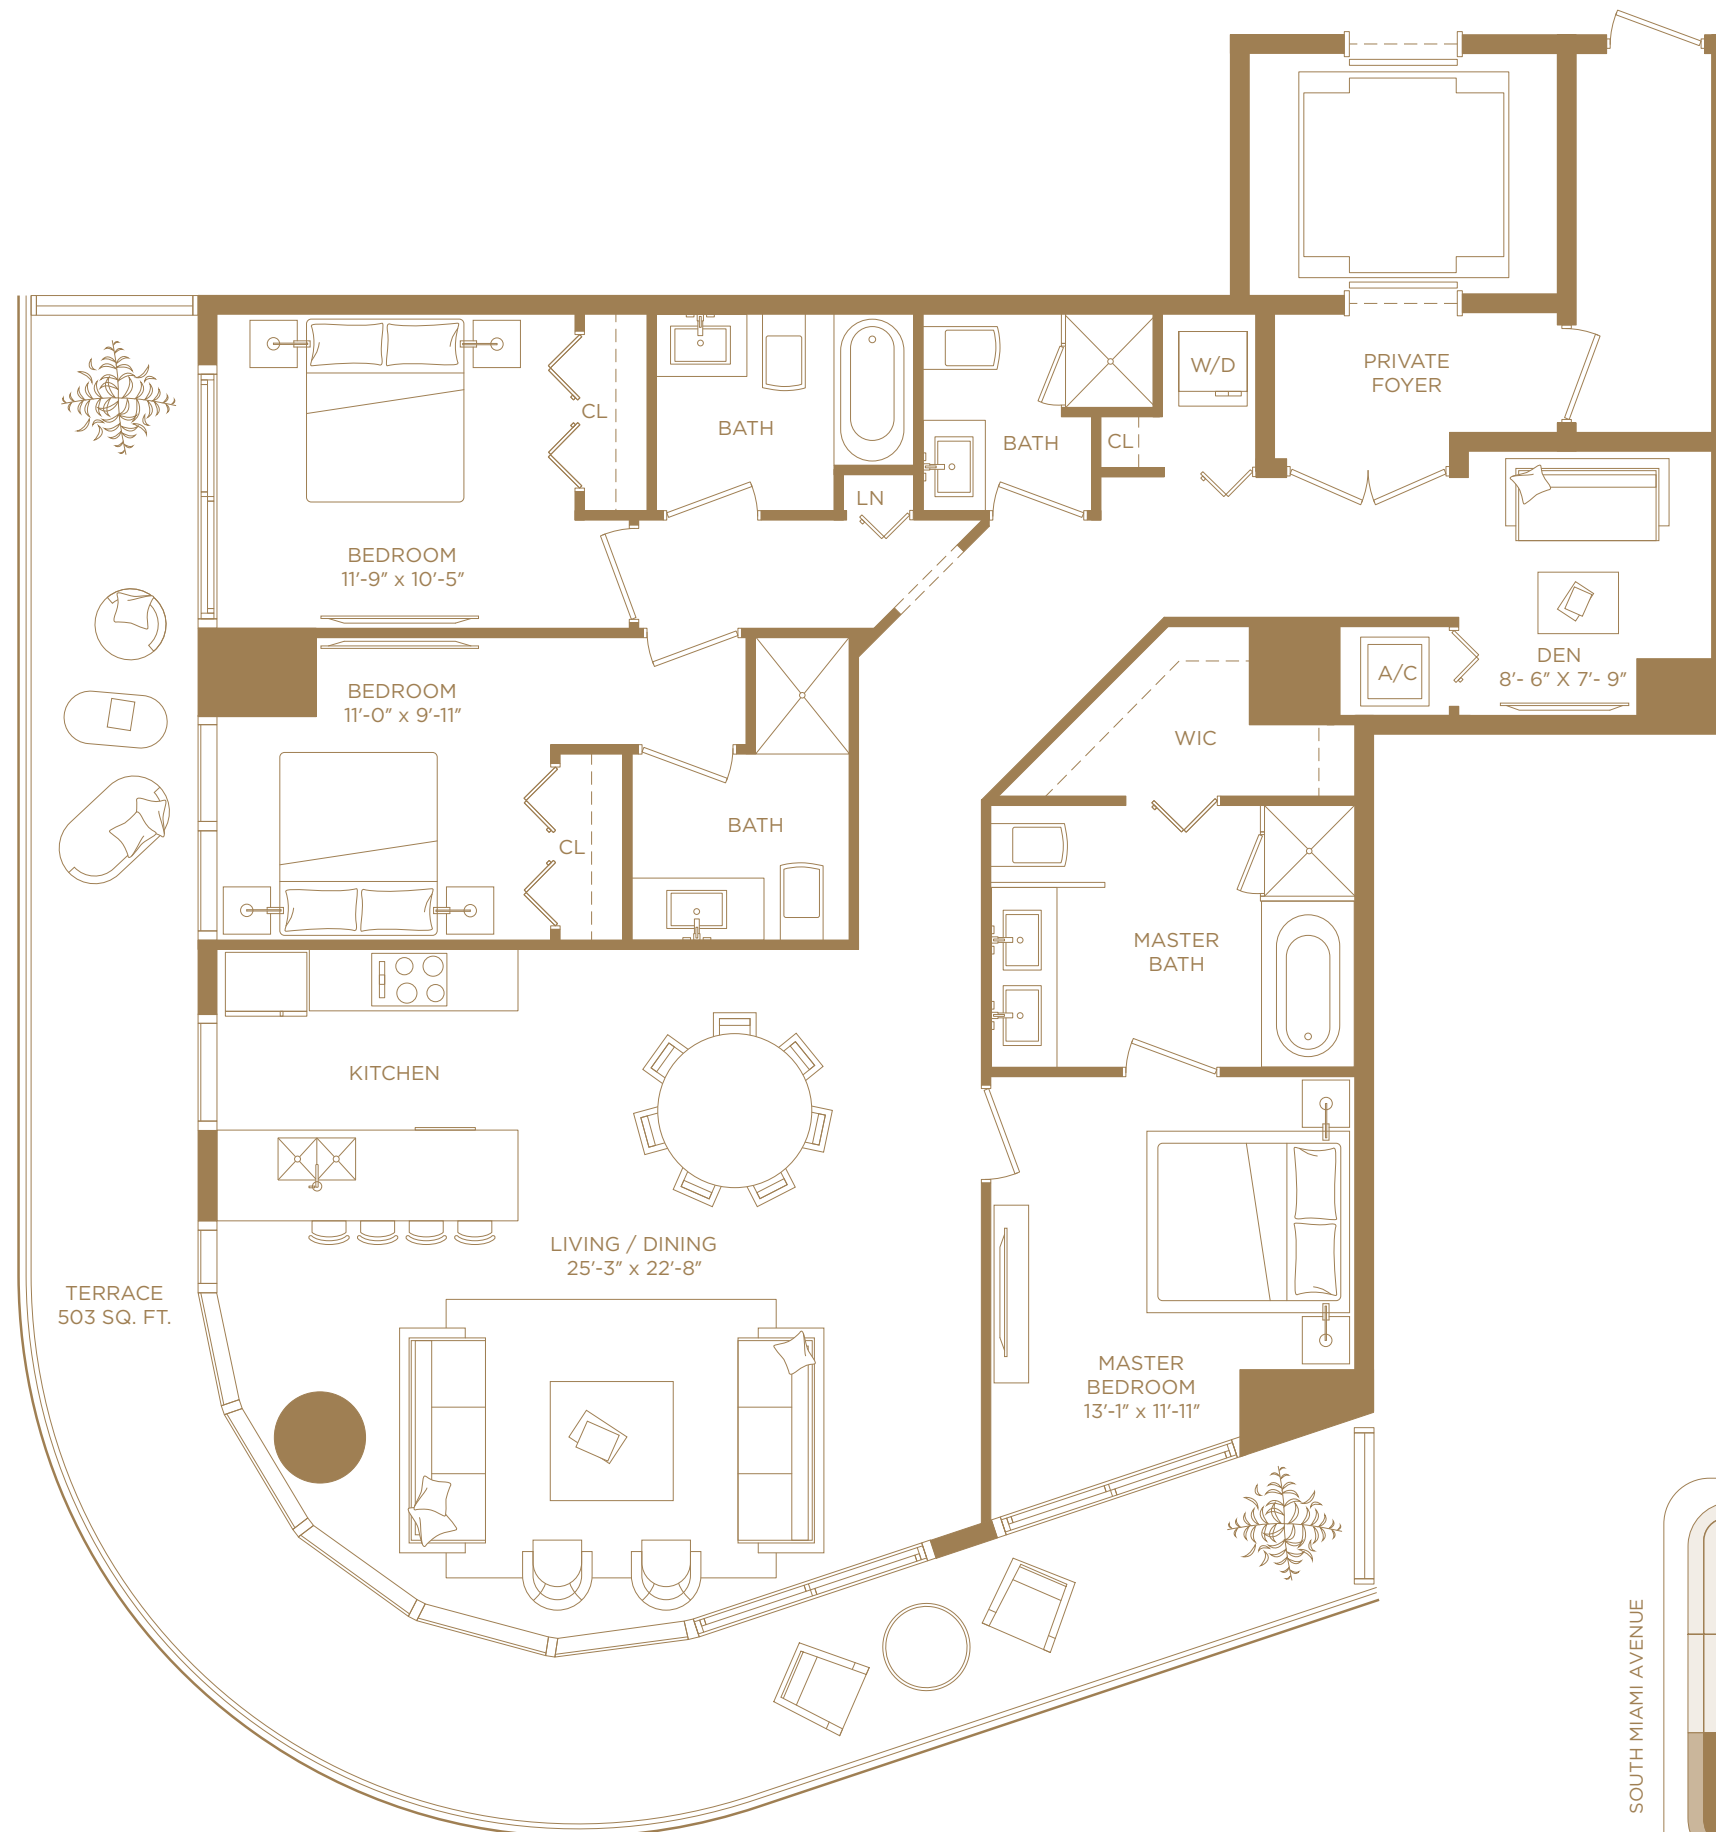 PRIVATE
FOYER
W/D
CL
BATH
BATH
CL
LN
BEDROOM
11'-9" x 10'-5"
DEN
8'- 6" X 7'- 9"
A/C
BEDROOM
11'-0" x 9'-11"
WIC
BATH
CL
MASTER
BATH
KITCHEN
LIVING / DINING
25'-3" x 22'-8"
TERRACE
503 SQ. FT.
MASTER
BEDROOM
13'-1" x 11'-11"
SOUTH MIAMI AVENUE